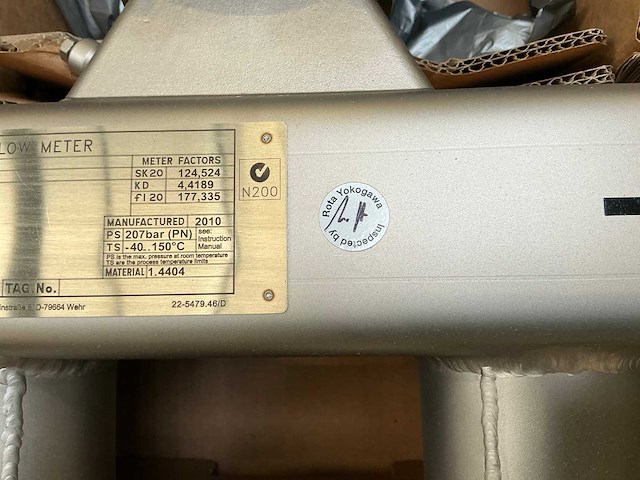 LOW METER
METER FACTORS
SK20 124,524
KD 4,4189
f120 177,335
MANUFACTURED 2010
PS 207bar (PN) see: Instruction Manual
TS -40..150°C
PS is the max. pressure at room temperature
TS are the process temperature limits
MATERIAL 1.4404
TAG.No.
instraße 8, D-79664 Wehr
22-5479.46/D
N200
Rota Yokogawa
Inspected by